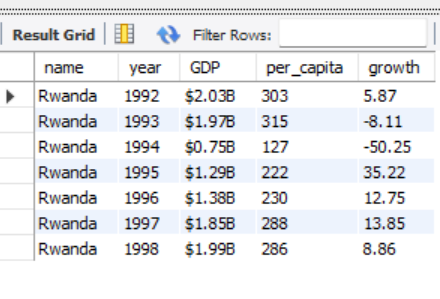 Result Grid Filter Rows:
name year GDP per_capita growth
Rwanda 1992 $2.03B 303 5.87
Rwanda 1993 $1.97B 315 -8.11
Rwanda 1994 $0.75B 127 -50.25
Rwanda 1995 $1.29B 222 35.22
Rwanda 1996 $1.38B 230 12.75
Rwanda 1997 $1.85B 288 13.85
Rwanda 1998 $1.99B 286 8.86